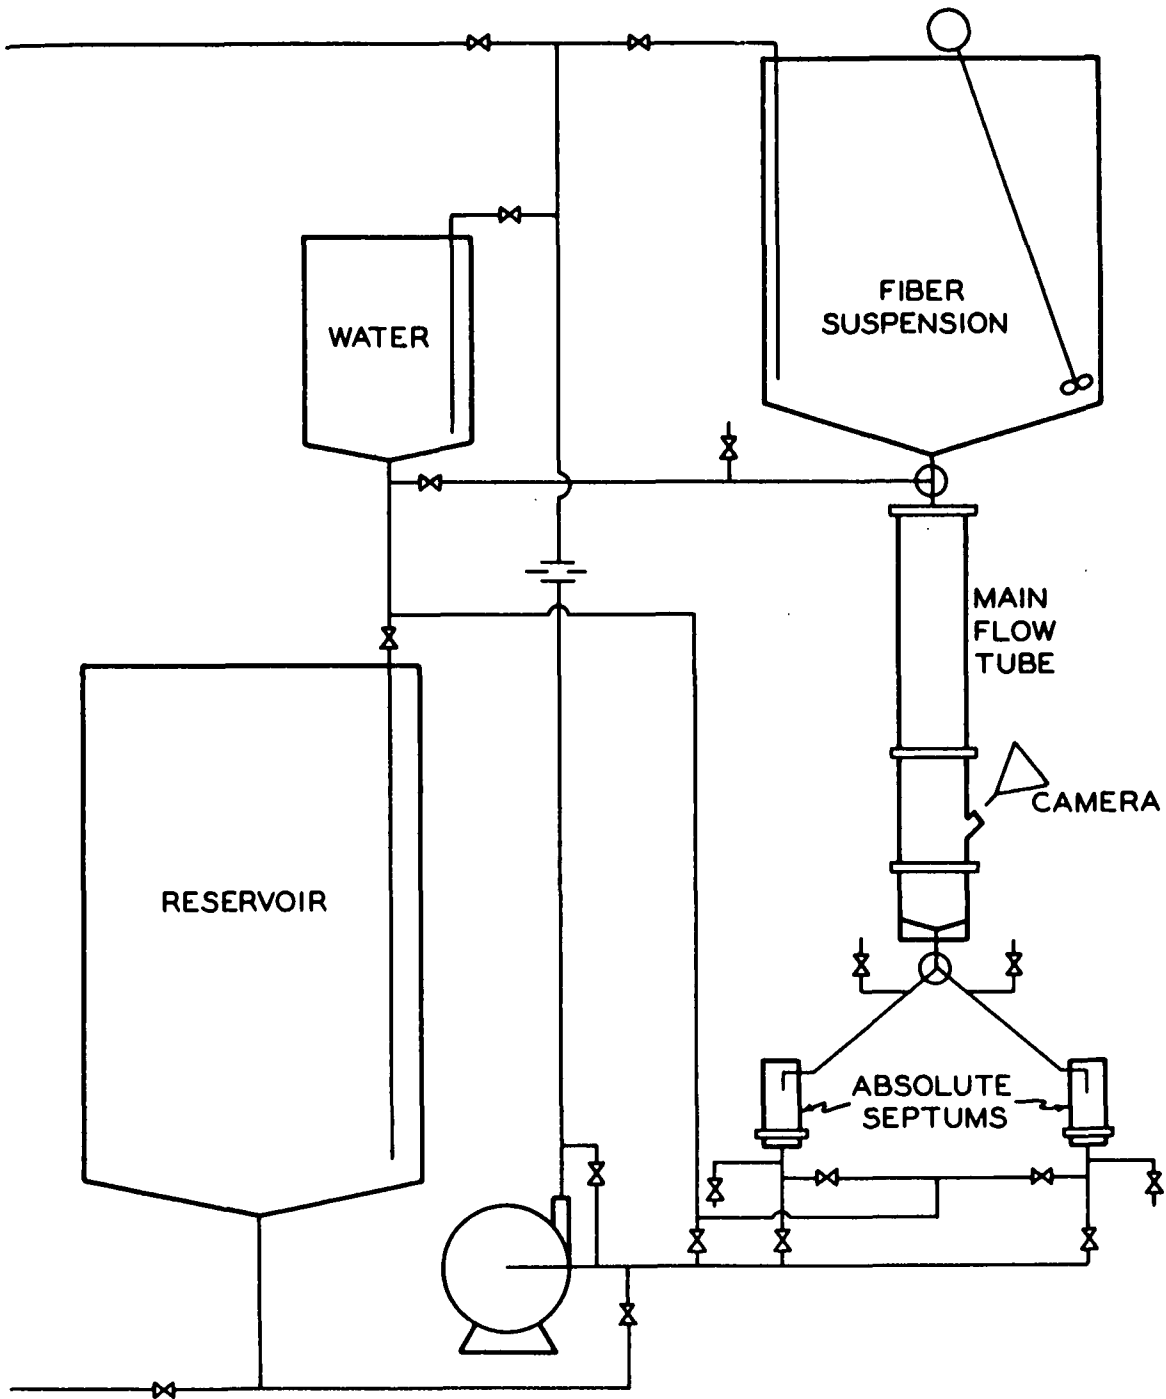 FIBER
SUSPENSION
WATER
MAIN
FLOW
TUBE
CAMERA
RESERVOIR
ABSOLUTE
SEPTUMS